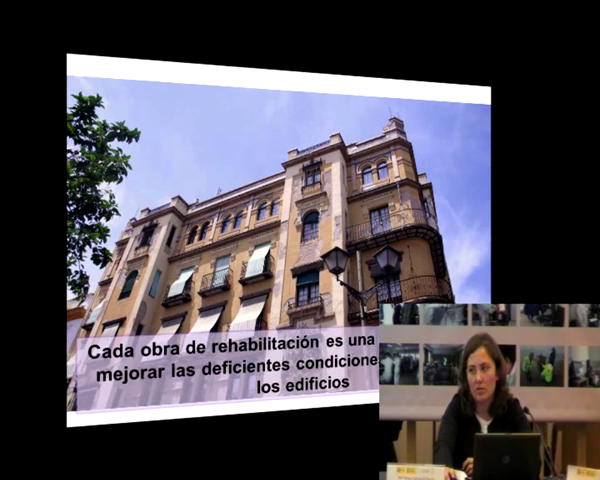 Cada obra de rehabilitación es una
mejorar las deficientes condicione
los edificios